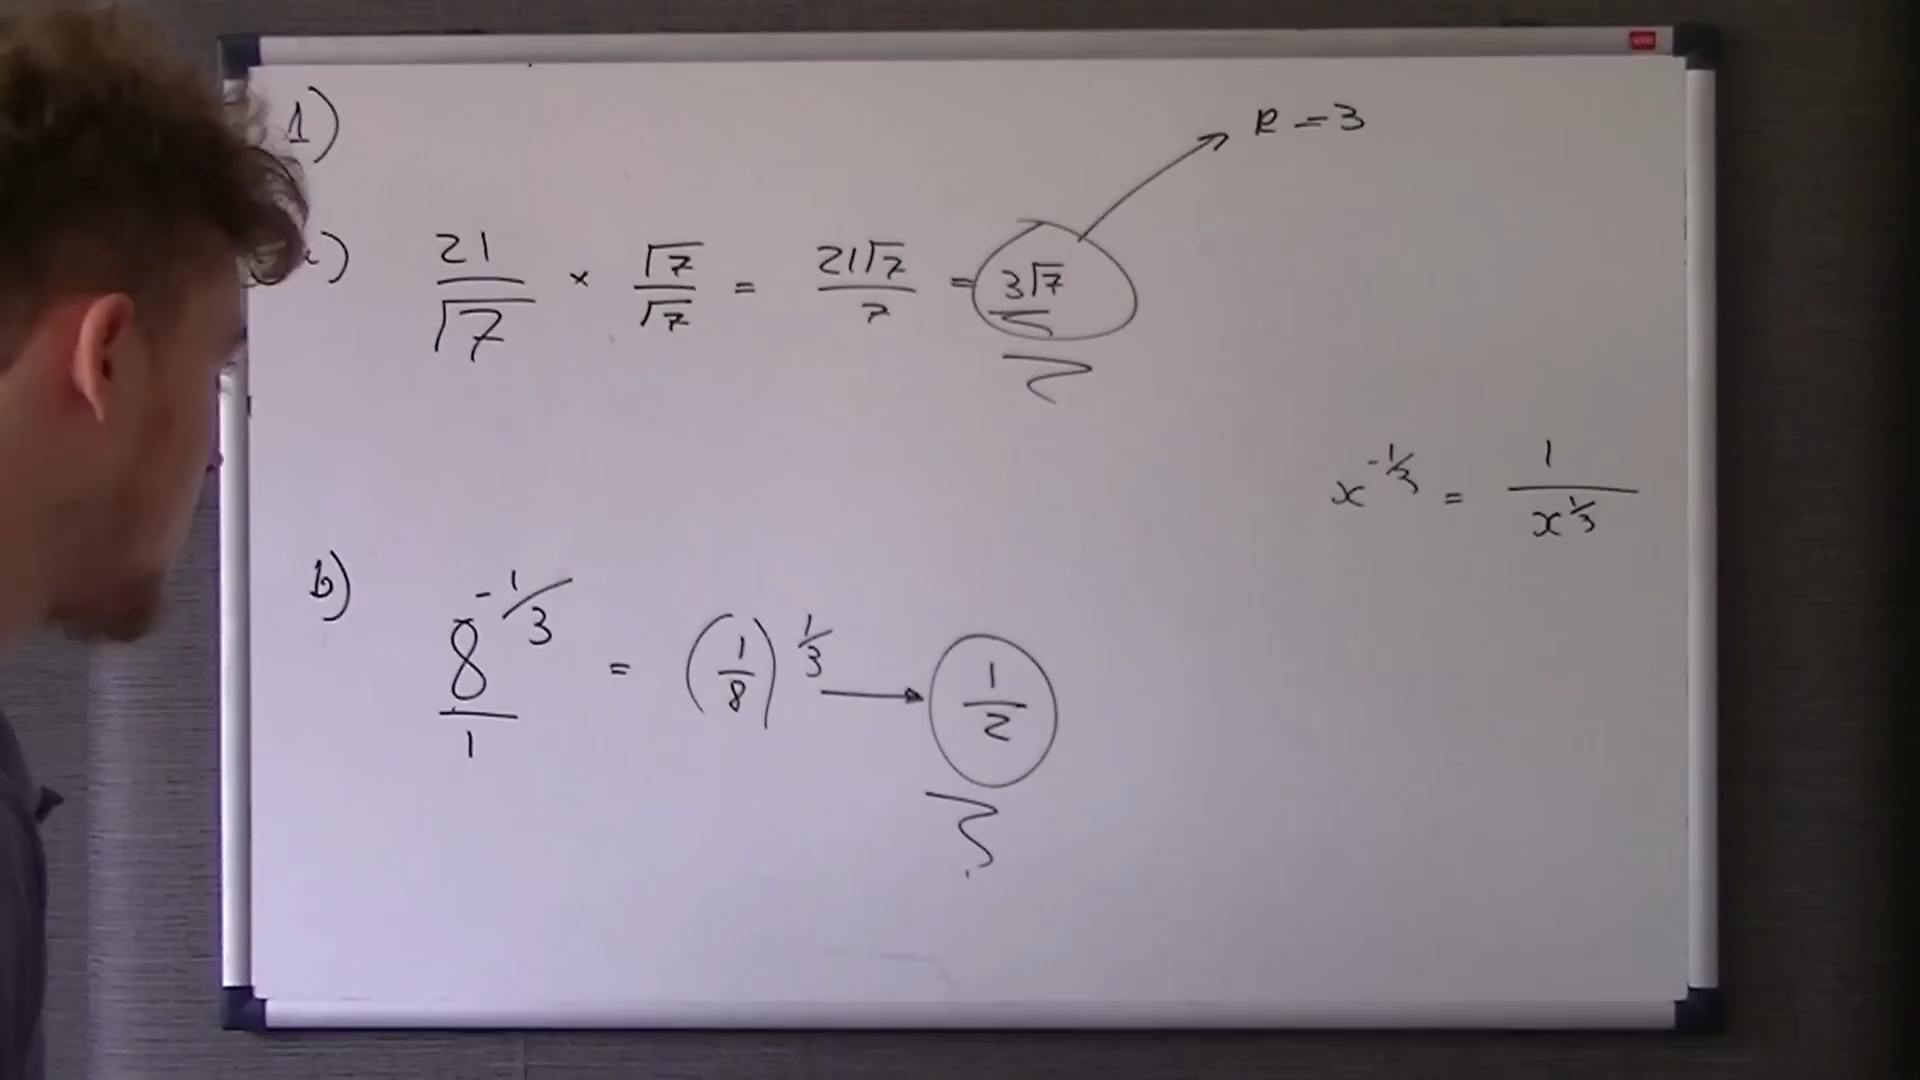 1)
R = 3
21/√7 × √7/√7 = 21√7/7 = 3√7
x^-1/3 = 1/x^1/3
b) 8^-1/3 = (1/8)^1/3 → 1/2
1